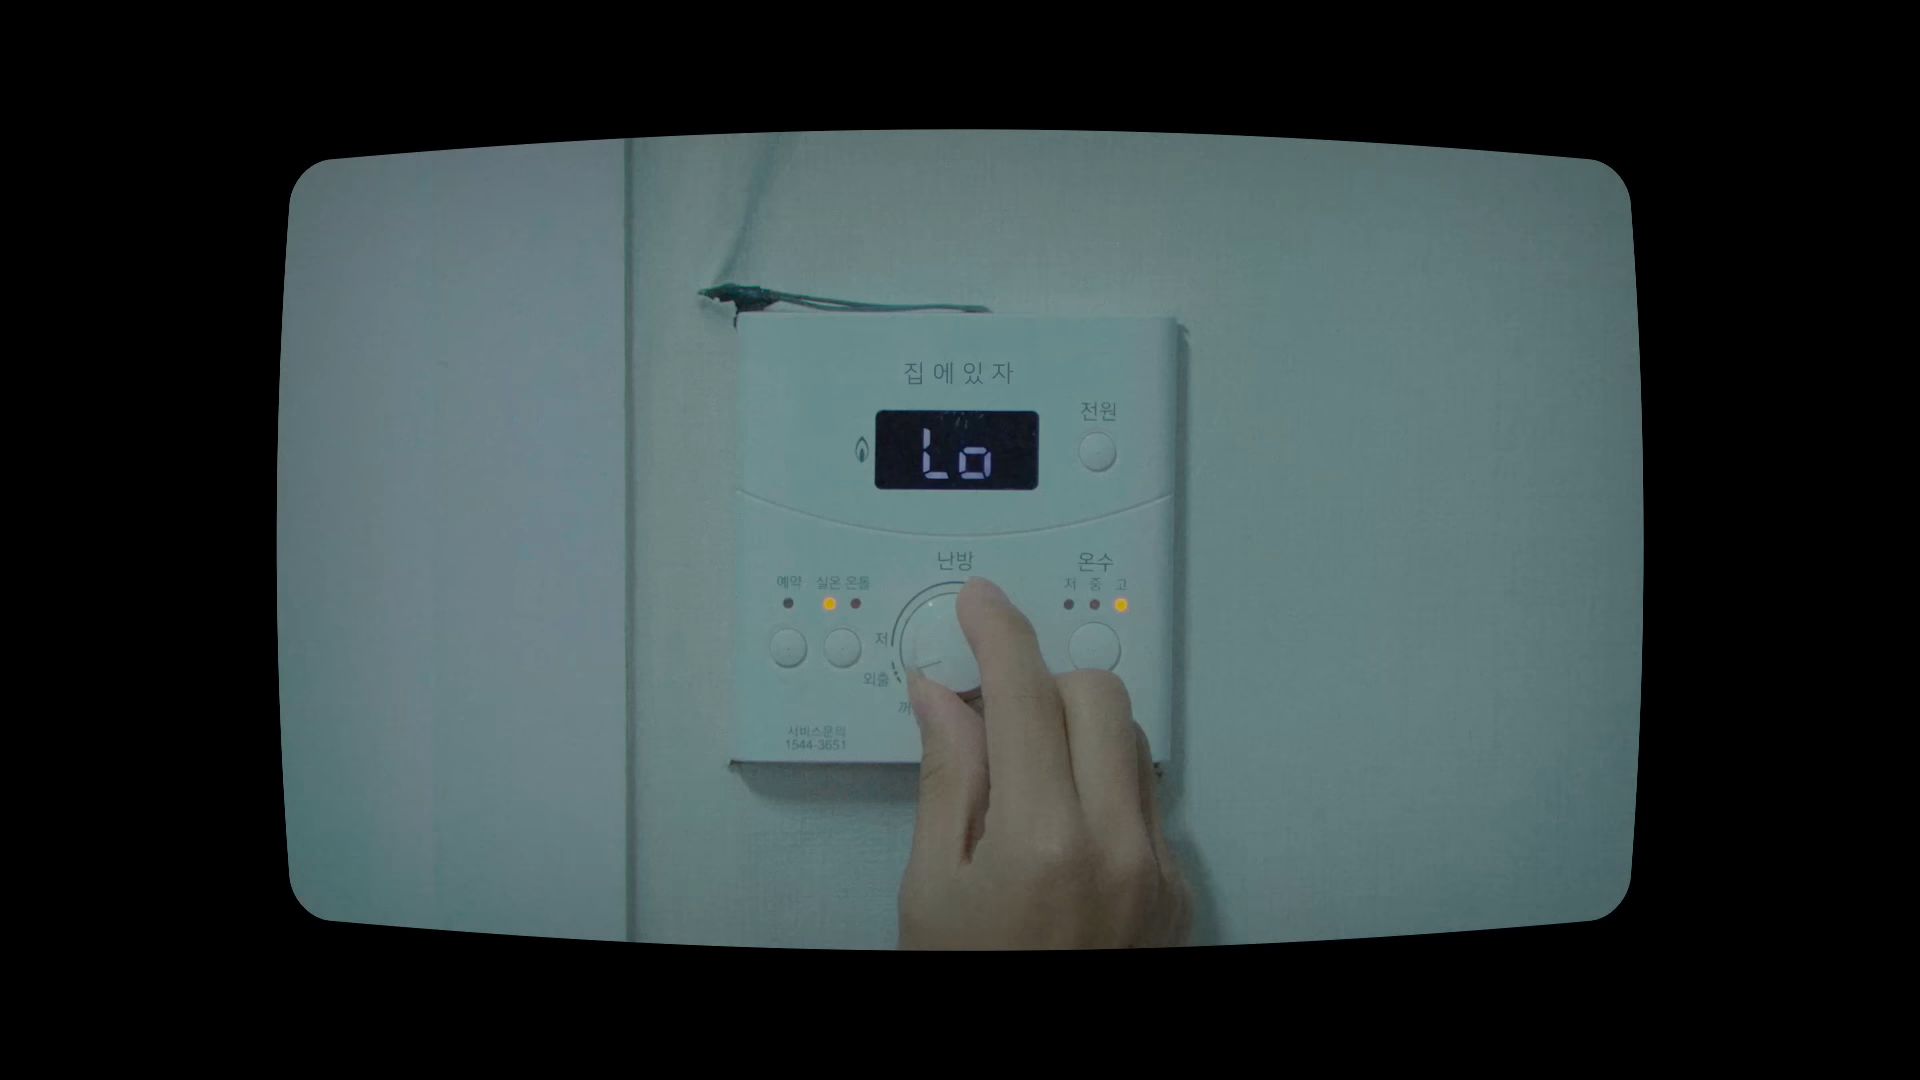 집에있자
전원
Lo
난방
온수
예약 실온 온돌
저 중 고
저
외출
서비스문의
1544-3651